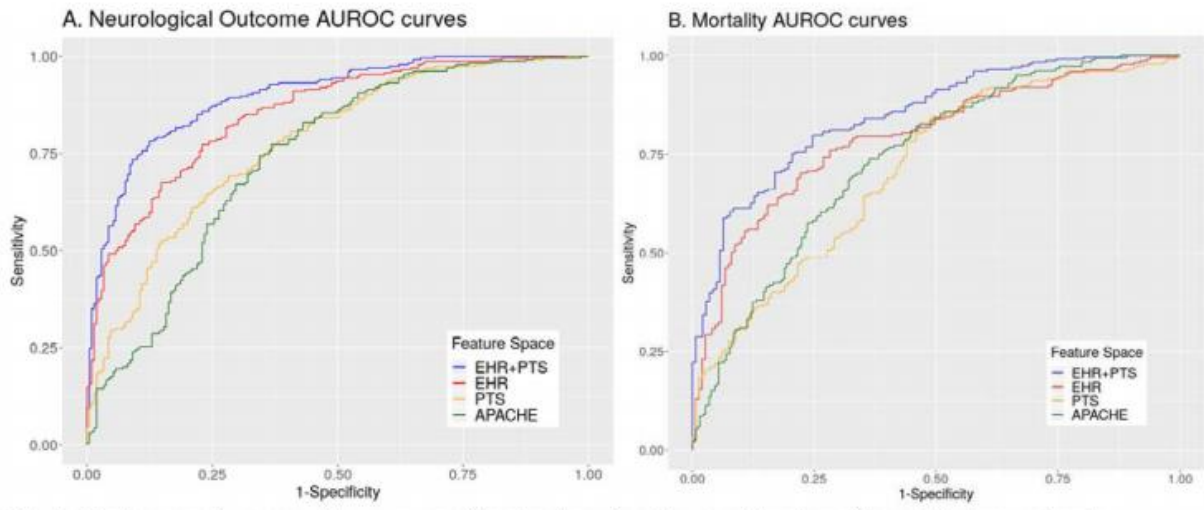 A. Neurological Outcome AUROC curves
1.00
0.75
0.50
0.25
0.00
Sensitivity
Feature Space
EHR+PTS
EHR
PTS
APACHE
0.00
0.25
0.50
0.75
1.00
1-Specificity
B. Mortality AUROC curves
1.00
0.75
0.50
0.25
0.00
Sensitivity
Feature Space
EHR+PTS
EHR
PTS
APACHE
0.00
0.25
0.50
0.75
1.00
1-Specificity